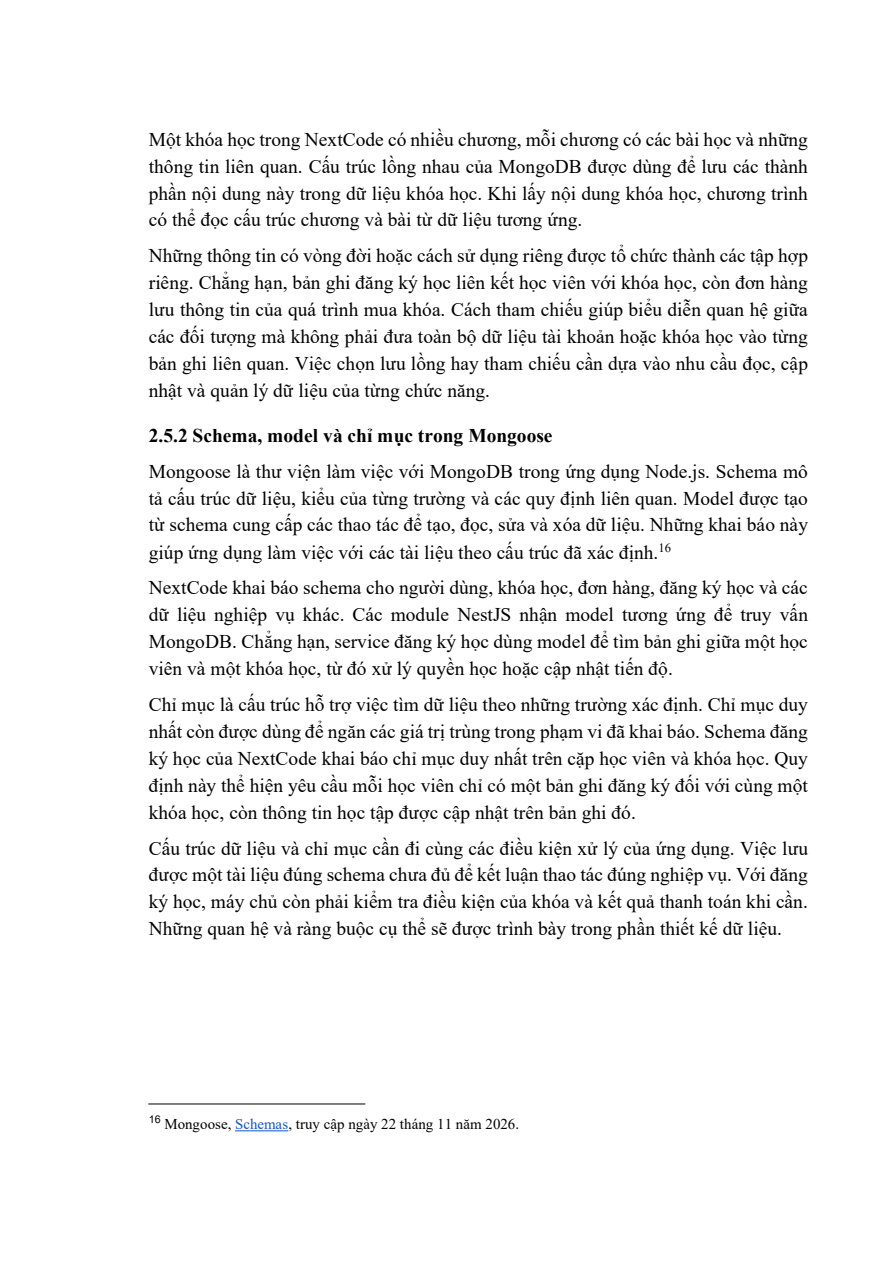 Một khóa học trong NextCode có nhiều chương, mỗi chương có các bài học và những
thông tin liên quan. Cấu trúc lồng nhau của MongoDB được dùng để lưu các thành
phần nội dung này trong dữ liệu khóa học. Khi lấy nội dung khóa học, chương trình
có thể đọc cấu trúc chương và bài từ dữ liệu tương ứng.
Những thông tin có vòng đời hoặc cách sử dụng riêng được tổ chức thành các tập hợp
riêng. Chẳng hạn, bản ghi đăng ký học liên kết học viên với khóa học, còn đơn hàng
lưu thông tin của quá trình mua khóa. Cách tham chiếu giúp biểu diễn quan hệ giữa
các đối tượng mà không phải đưa toàn bộ dữ liệu tài khoản hoặc khóa học vào từng
bản ghi liên quan. Việc chọn lưu lồng hay tham chiếu cần dựa vào nhu cầu đọc, cập
nhật và quản lý dữ liệu của từng chức năng.
2.5.2 Schema, model và chỉ mục trong Mongoose
Mongoose là thư viện làm việc với MongoDB trong ứng dụng Node.js. Schema mô
tả cấu trúc dữ liệu, kiểu của từng trường và các quy định liên quan. Model được tạo
từ schema cung cấp các thao tác để tạo, đọc, sửa và xóa dữ liệu. Những khai báo này
giúp ứng dụng làm việc với các tài liệu theo cấu trúc đã xác định.16
NextCode khai báo schema cho người dùng, khóa học, đơn hàng, đăng ký học và các
dữ liệu nghiệp vụ khác. Các module NestJS nhận model tương ứng để truy vấn
MongoDB. Chẳng hạn, service đăng ký học dùng model để tìm bản ghi giữa một học
viên và một khóa học, từ đó xử lý quyền học hoặc cập nhật tiến độ.
Chỉ mục là cấu trúc hỗ trợ việc tìm dữ liệu theo những trường xác định. Chỉ mục duy
nhất còn được dùng để ngăn các giá trị trùng trong phạm vi đã khai báo. Schema đăng
ký học của NextCode khai báo chỉ mục duy nhất trên cặp học viên và khóa học. Quy
định này thể hiện yêu cầu mỗi học viên chỉ có một bản ghi đăng ký đối với cùng một
khóa học, còn thông tin học tập được cập nhật trên bản ghi đó.
Cấu trúc dữ liệu và chỉ mục cần đi cùng các điều kiện xử lý của ứng dụng. Việc lưu
được một tài liệu đúng schema chưa đủ để kết luận thao tác đúng nghiệp vụ. Với đăng
ký học, máy chủ còn phải kiểm tra điều kiện của khóa và kết quả thanh toán khi cần.
Những quan hệ và ràng buộc cụ thể sẽ được trình bày trong phần thiết kế dữ liệu.
16 Mongoose, Schemas, truy cập ngày 22 tháng 11 năm 2026.